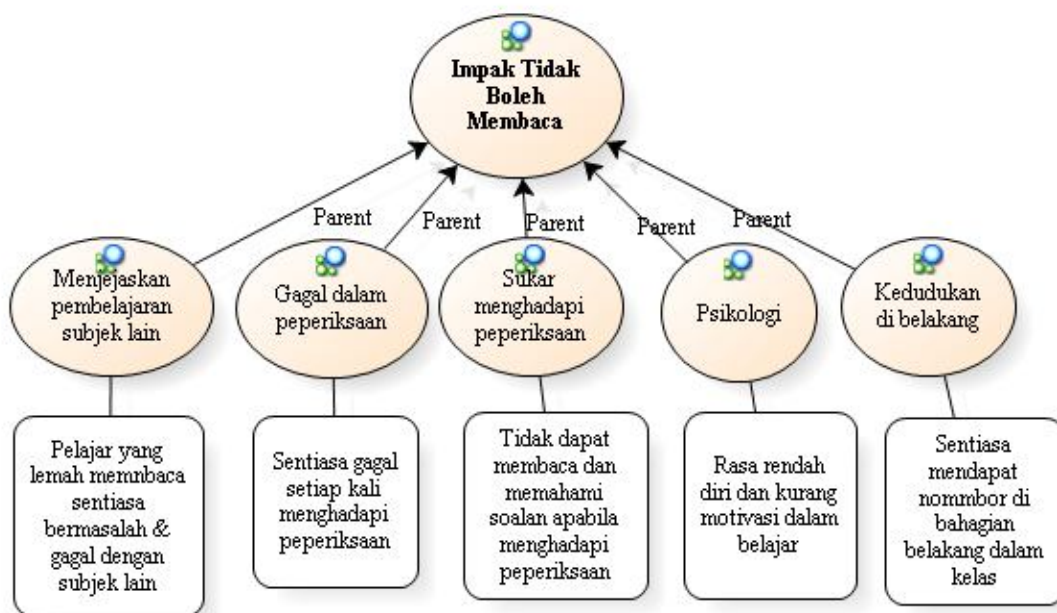 Impak Tidak
Boleh
Membaca
Parent
Parent
Parent
Parent
Parent
Menjejaskan
pembelajaran
subjek lain
Gagal dalam
peperiksaan
Sukar
menghadapi
peperiksaan
Psikologi
Kedudukan
di belakang
Pelajar yang
lemah memnbaca
sentiasa
bermasalah &
gagal dengan
subjek lain
Sentiasa gagal
setiap kali
menghadapi
peperiksaan
Tidak dapat
membaca dan
memahami
soalan apabila
menghadapi
peperiksaan
Rasa rendah
diri dan kurang
motivasi dalam
belajar
Sentiasa
mendapat
nommbor di
bahagian
belakang dalam
kelas